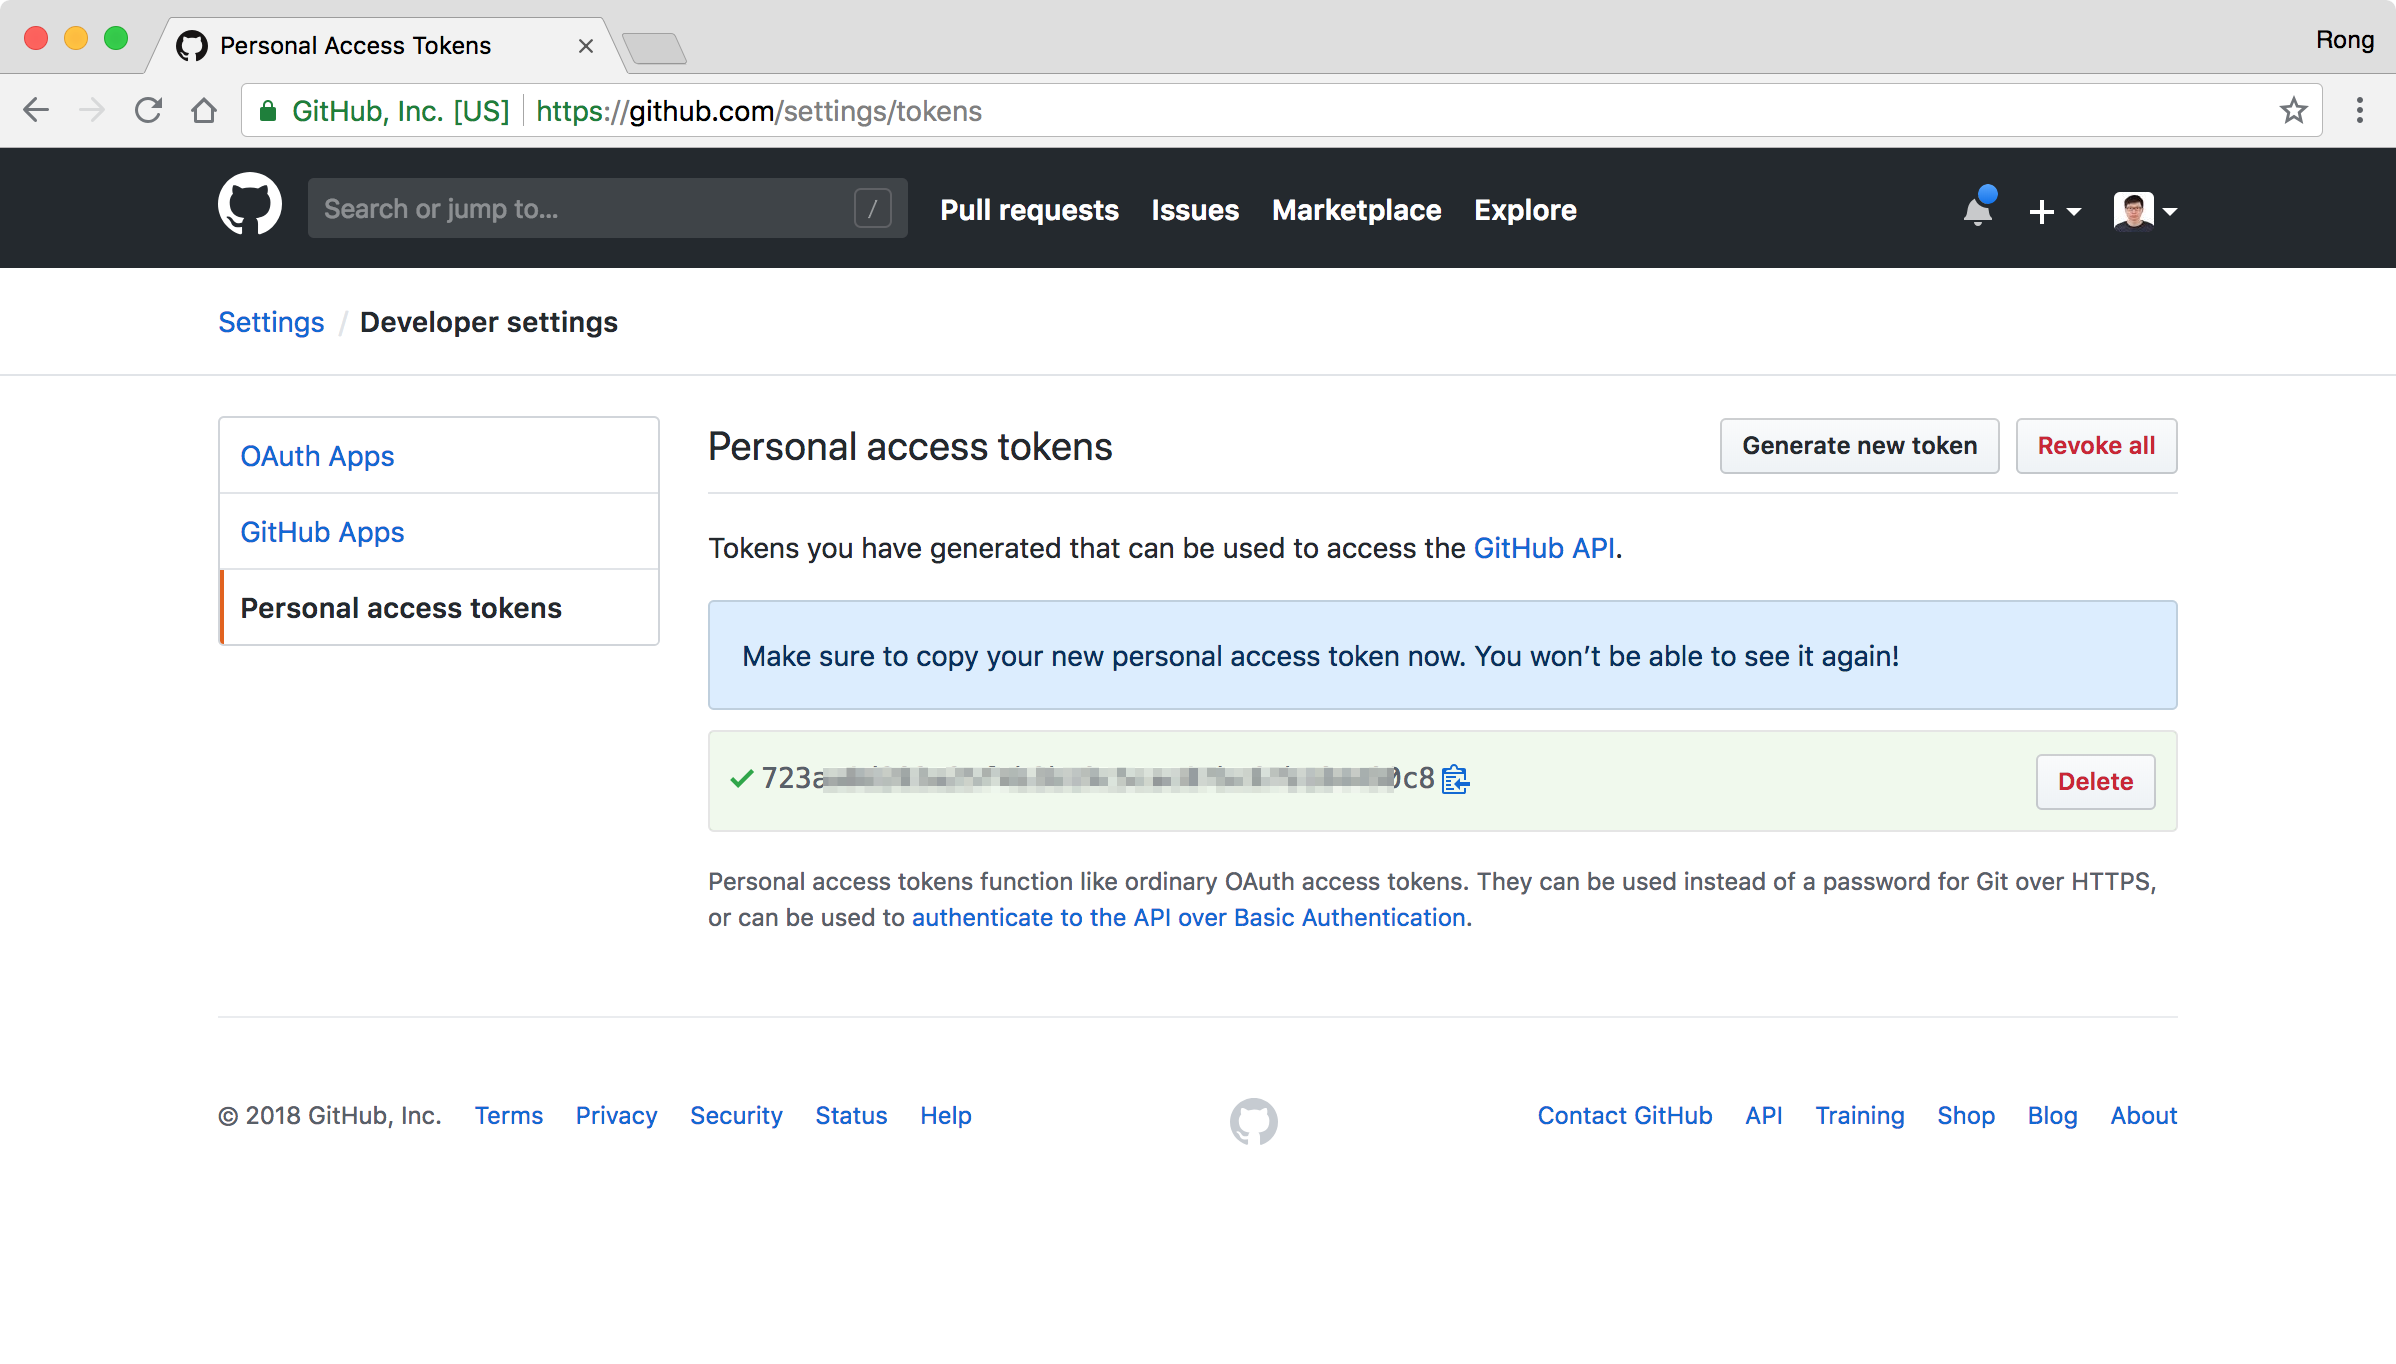 Personal Access Tokens
Rong
GitHub, Inc. [US] https://github.com/settings/tokens
Search or jump to... /
Pull requests Issues Marketplace Explore
Settings / Developer settings
OAuth Apps
GitHub Apps
Personal access tokens
Personal access tokens
Generate new token Revoke all
Tokens you have generated that can be used to access the GitHub API.
Make sure to copy your new personal access token now. You won’t be able to see it again!
723a 0c8
Delete
Personal access tokens function like ordinary OAuth access tokens. They can be used instead of a password for Git over HTTPS,
or can be used to authenticate to the API over Basic Authentication.
© 2018 GitHub, Inc. Terms Privacy Security Status Help
Contact GitHub API Training Shop Blog About